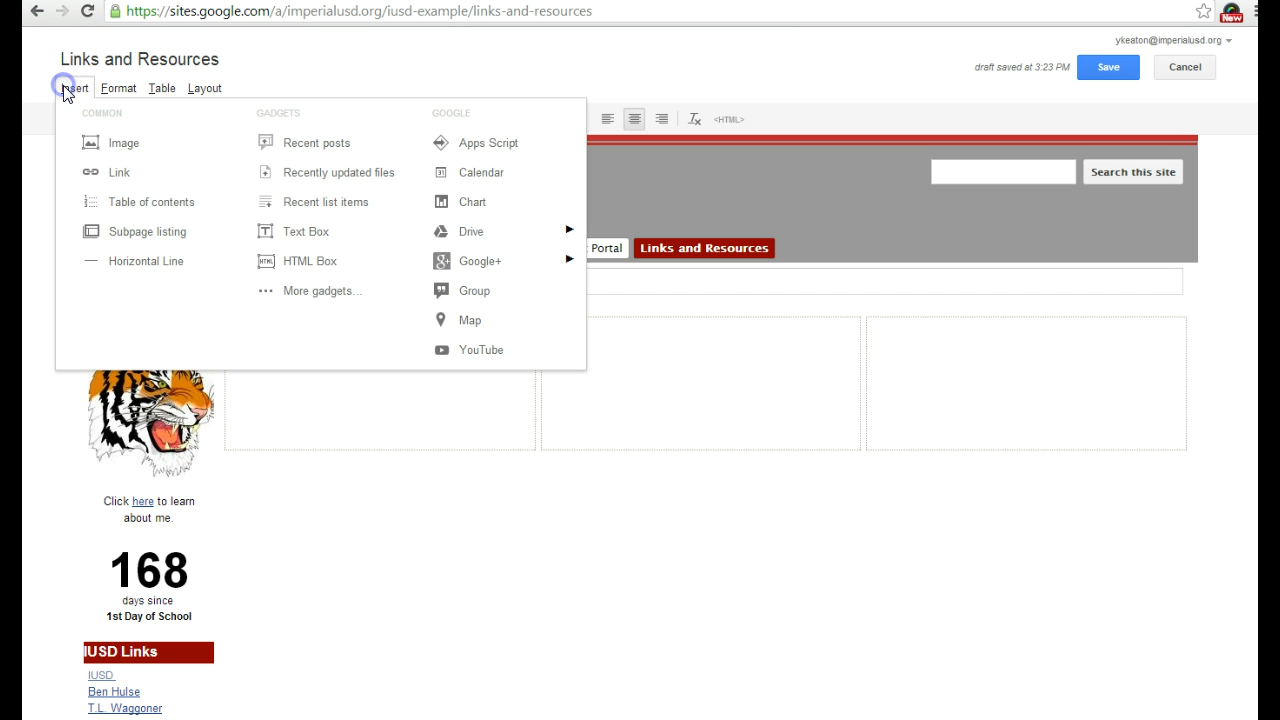 https://sites.google.com/a/imperialusd.org/iusd-example/links-and-resources
New
ykeaton@imperialusd.org
Links and Resources
draft saved at 3:23 PM Save Cancel
Format Table Layout
<HTML>
COMMON GADGETS GOOGLE
Image Recent posts Apps Script
Link Recently updated files Calendar
Table of contents Recent list items Chart
Subpage listing Text Box Drive
Horizontal Line HTML Box Google+
More gadgets... Group
Map
YouTube
Search this site
Portal Links and Resources
Click here to learn
about me.
168
days since
1st Day of School
IUSD Links
IUSD
Ben Hulse
T.L. Waggoner